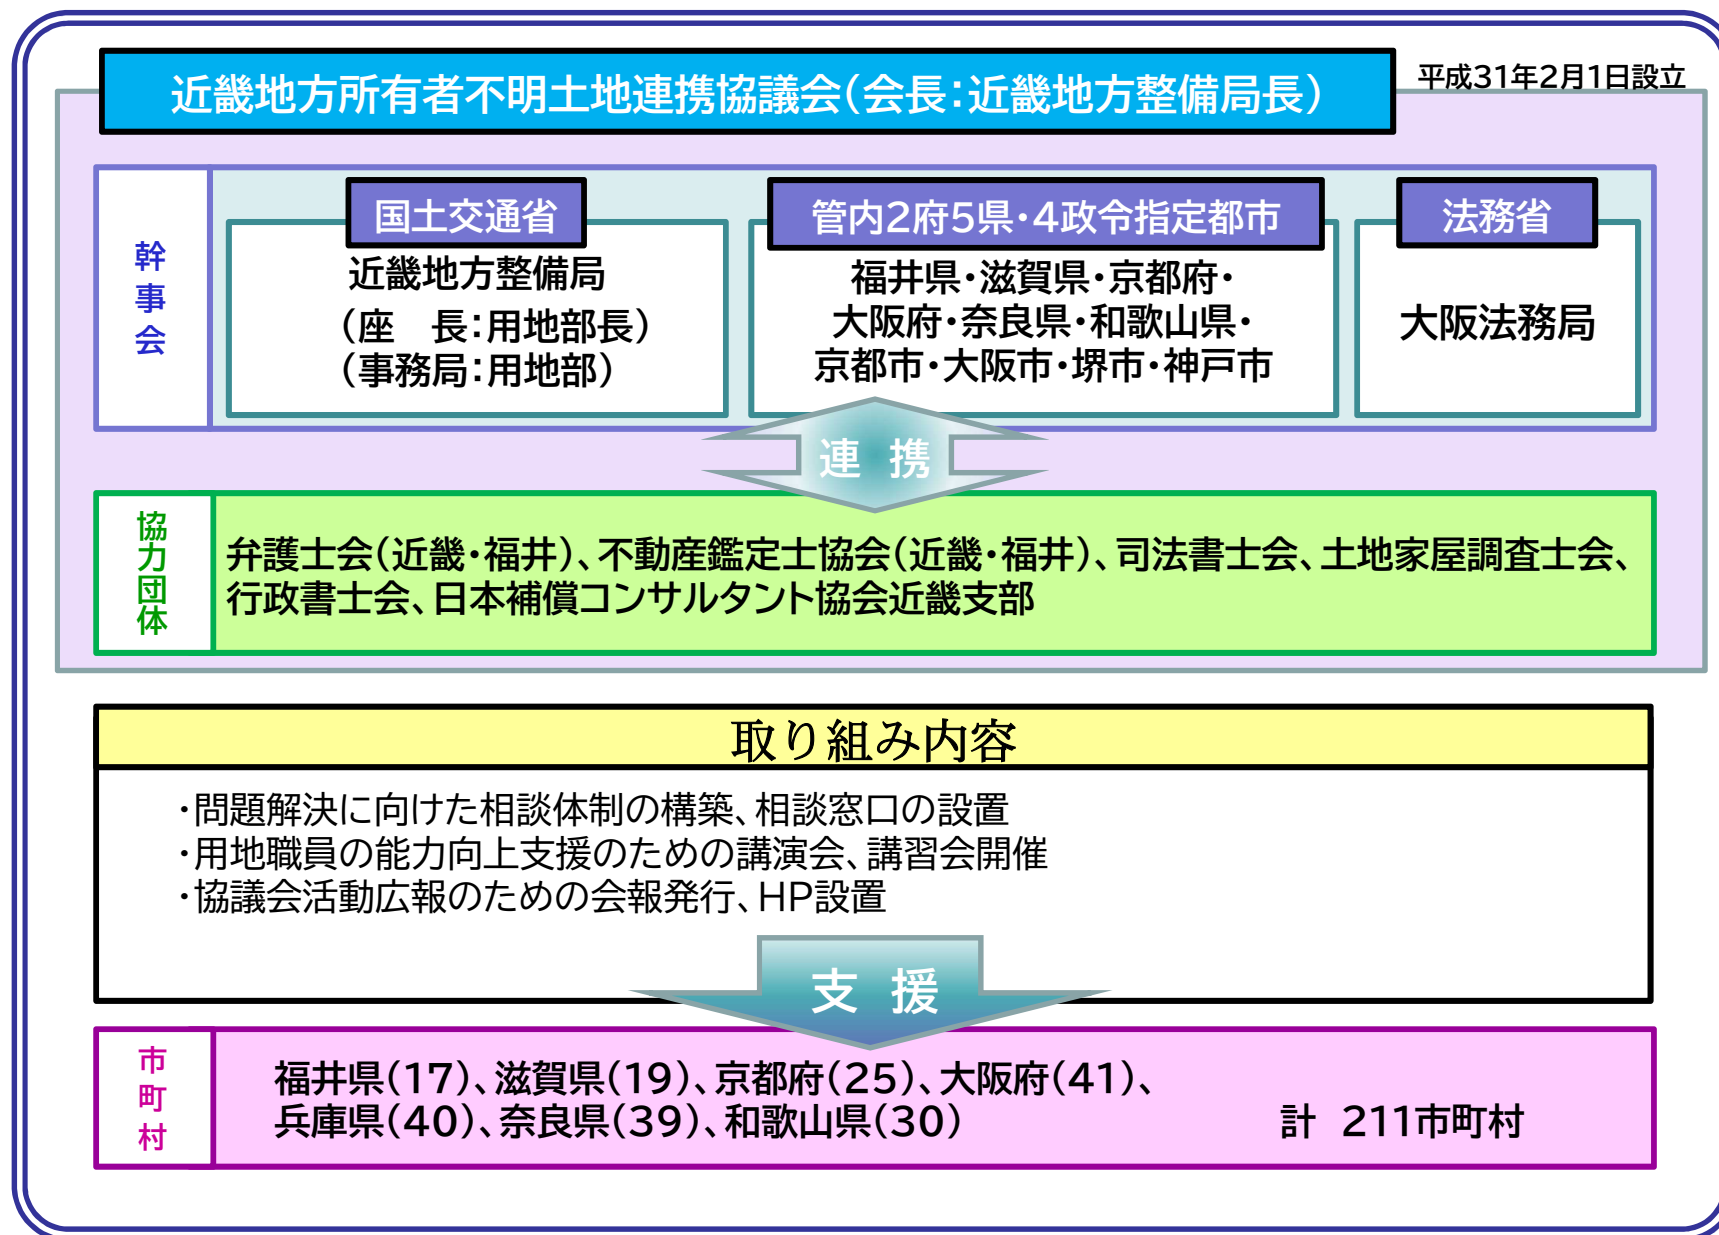 近畿地方所有者不明土地連携協議会(会長:近畿地方整備局長)
平成31年2月1日設立
幹事会
国土交通省
近畿地方整備局
(座　長:用地部長)
(事務局:用地部)
管内2府5県・4政令指定都市
福井県・滋賀県・京都府・
大阪府・奈良県・和歌山県・
京都市・大阪市・堺市・神戸市
法務省
大阪法務局
連　携
協力団体
弁護士会(近畿・福井)、不動産鑑定士協会(近畿・福井)、司法書士会、土地家屋調査士会、
行政書士会、日本補償コンサルタント協会近畿支部
取り組み内容
・問題解決に向けた相談体制の構築、相談窓口の設置
・用地職員の能力向上支援のための講演会、講習会開催
・協議会活動広報のための会報発行、HP設置
支　援
市町村
福井県(17)、滋賀県(19)、京都府(25)、大阪府(41)、
兵庫県(40)、奈良県(39)、和歌山県(30)　計　211市町村